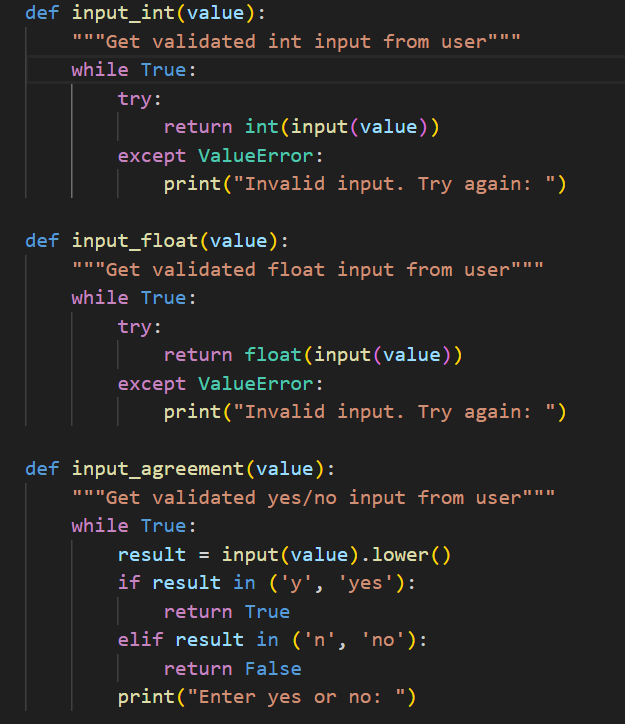 def input_int(value):
    """Get validated int input from user"""
    while True:
        try:
            return int(input(value))
        except ValueError:
            print("Invalid input. Try again: ")
def input_float(value):
    """Get validated float input from user"""
    while True:
        try:
            return float(input(value))
        except ValueError:
            print("Invalid input. Try again: ")
def input_agreement(value):
    """Get validated yes/no input from user"""
    while True:
        result = input(value).lower()
        if result in ('y', 'yes'):
            return True
        elif result in ('n', 'no'):
            return False
        print("Enter yes or no: ")